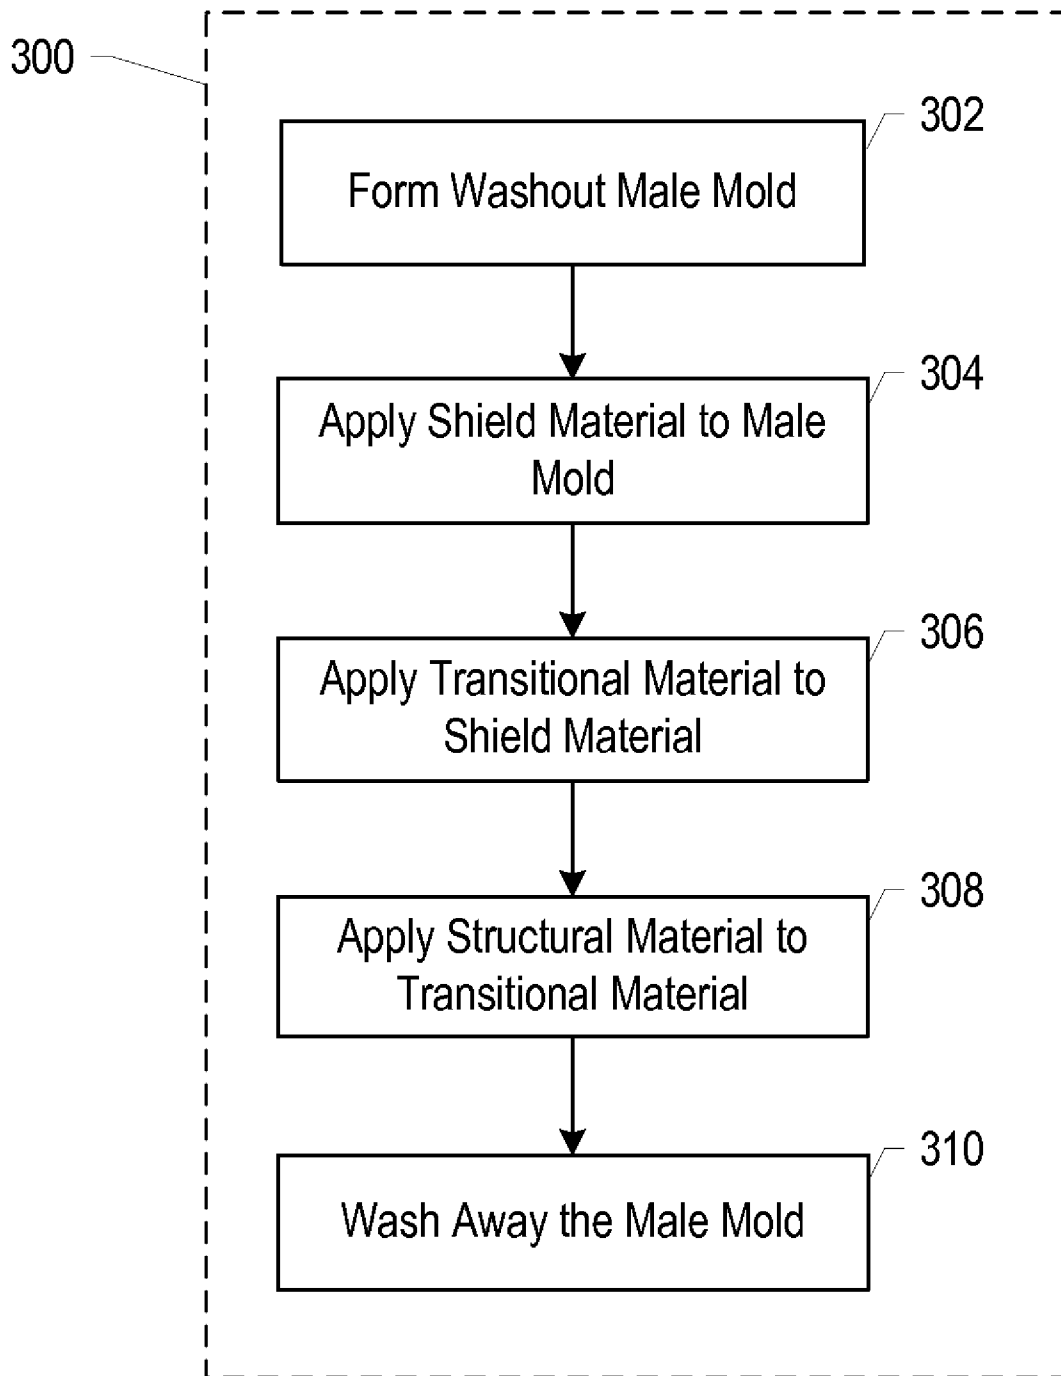 300
302
Form Washout Male Mold
304
Apply Shield Material to Male
Mold
306
Apply Transitional Material to
Shield Material
308
Apply Structural Material to
Transitional Material
310
Wash Away the Male Mold